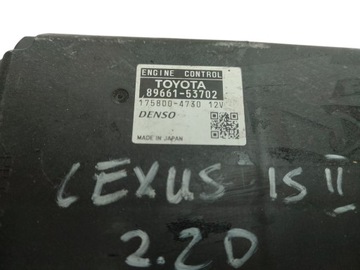 ENGINE CONTROL
TOYOTA
89661-53702
175800-4730 12V
DENSO
MADE IN JAPAN
LEXUS IS II
2.2D